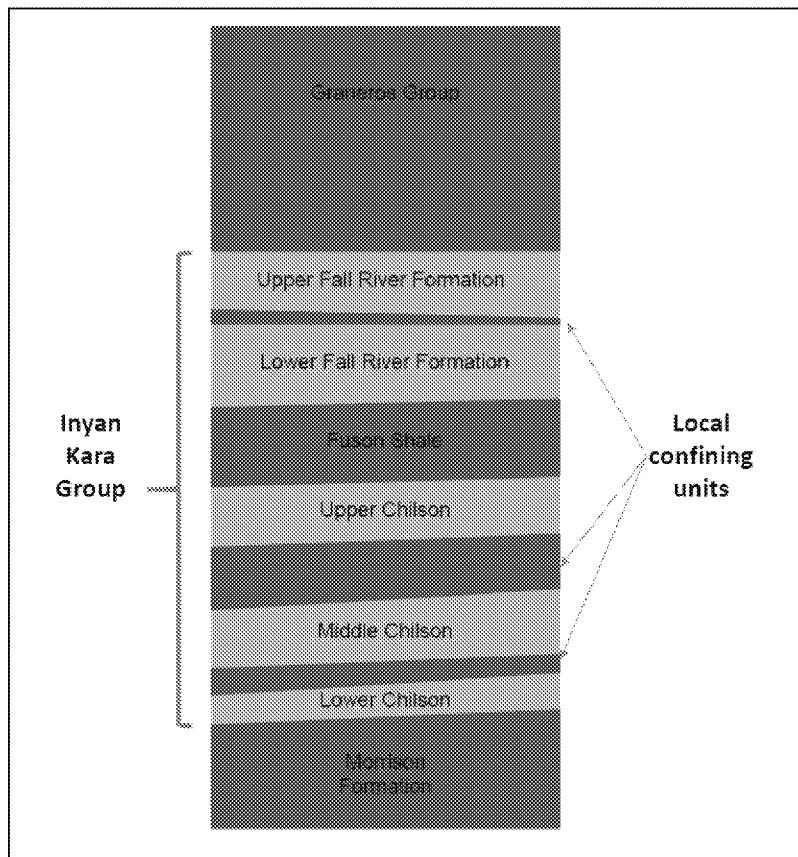 Graneros Group
Upper Fall River Formation
Lower Fall River Formation
Fuson Shale
Upper Chilson
Middle Chilson
Lower Chilson
Morrison
Formation
Inyan
Kara
Group
Local
confining
units